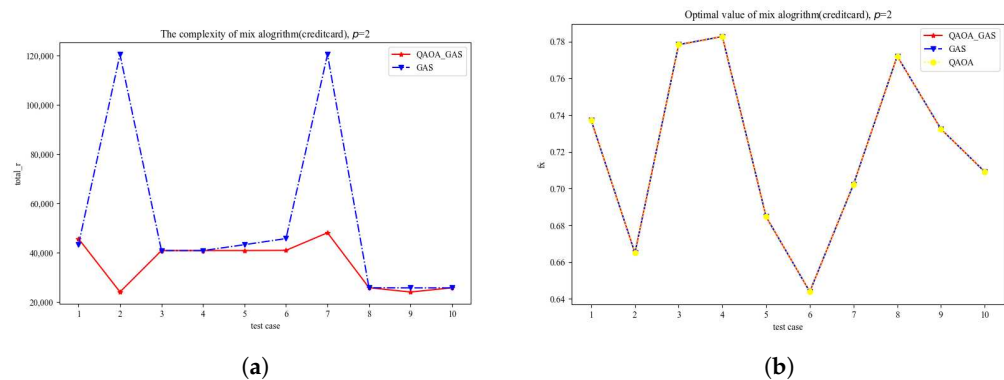 The complexity of mix alogrithm(creditcard), p=2
QAOA_GAS
GAS
120,000
100,000
80,000
60,000
40,000
20,000
total_r
1 2 3 4 5 6 7 8 9 10
test case
(a)
Optimal value of mix alogrithm(creditcard), p=2
QAOA_GAS
GAS
QAOA
0.78
0.76
0.74
0.72
0.70
0.68
0.66
0.64
fx
1 2 3 4 5 6 7 8 9 10
test case
(b)